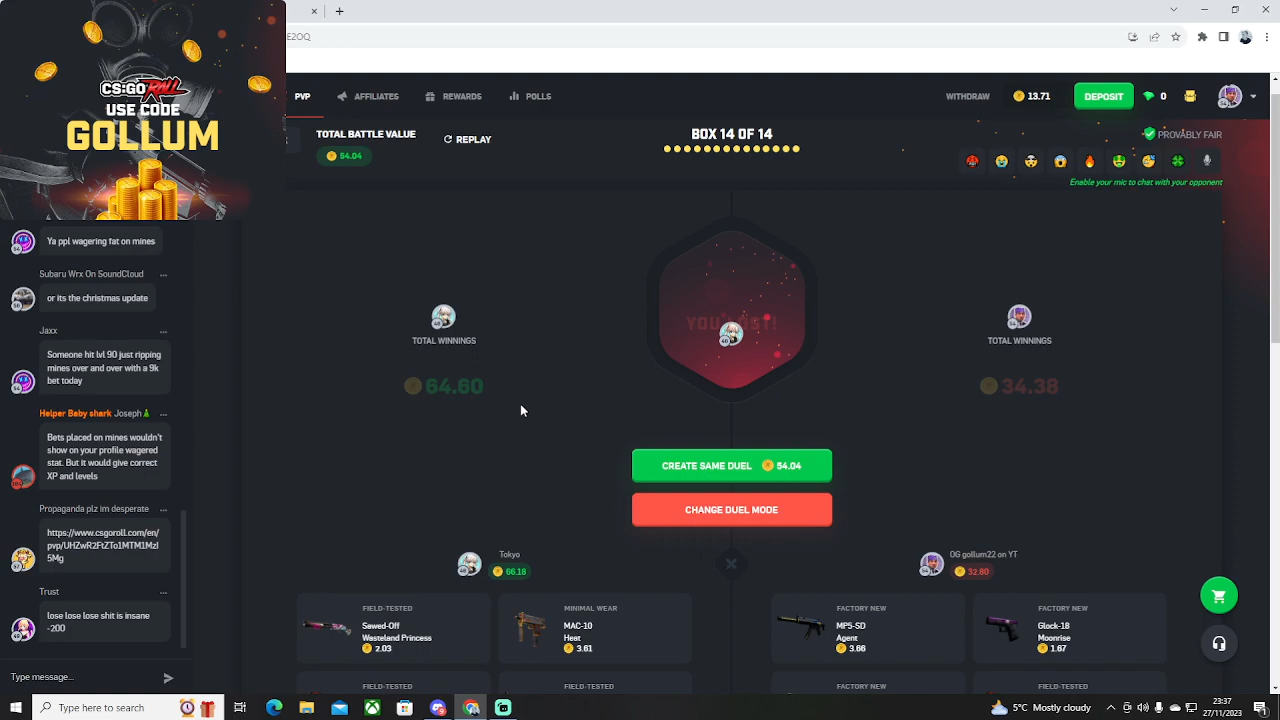 E2OQ
CS:GO ROLL
USE CODE
GOLLUM
PVP
AFFILIATES
REWARDS
POLLS
WITHDRAW
13.71
DEPOSIT
0
TOTAL BATTLE VALUE
54.04
REPLAY
BOX 14 OF 14
PROVABLY FAIR
Enable your mic to chat with your opponent
Ya ppl wagering fat on mines
Subaru Wrx On SoundCloud
or its the christmas update
Jaxx
Someone hit lvl 90 just ripping
mines over and over with a 9k
bet today
Helper Baby shark Joseph
Bets placed on mines wouldn't
show on your profile wagered
stat. But it would give correct
XP and levels
Propaganda plz im desperate
https://www.csgoroll.com/en/
pvp/UHZwR2FtZTo1MTM1MzI
5Mg
Trust
lose lose lose shit is insane
-200
Type message...
TOTAL WINNINGS
64.60
YOU LOST!
TOTAL WINNINGS
34.38
CREATE SAME DUEL 54.04
CHANGE DUEL MODE
Tokyo
66.18
OG gollum22 on YT
32.80
FIELD-TESTED
Sawed-Off
Wasteland Princess
2.03
MINIMAL WEAR
MAC-10
Heat
3.61
FACTORY NEW
MP5-SD
Agent
3.66
FACTORY NEW
Glock-18
Moonrise
1.67
FIELD-TESTED
FIELD-TESTED
FACTORY NEW
FACTORY NEW
Type here to search
5°C Mostly cloudy
23:37
27/11/2023